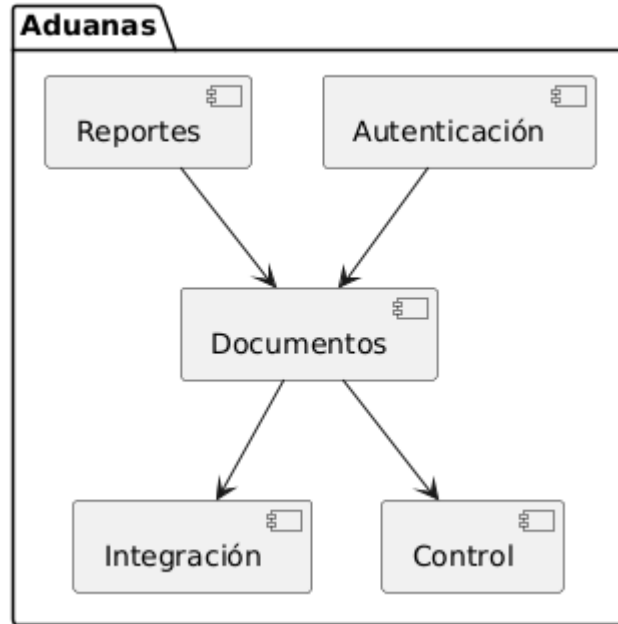 Aduanas
Reportes
Autenticación
Documentos
Integración
Control